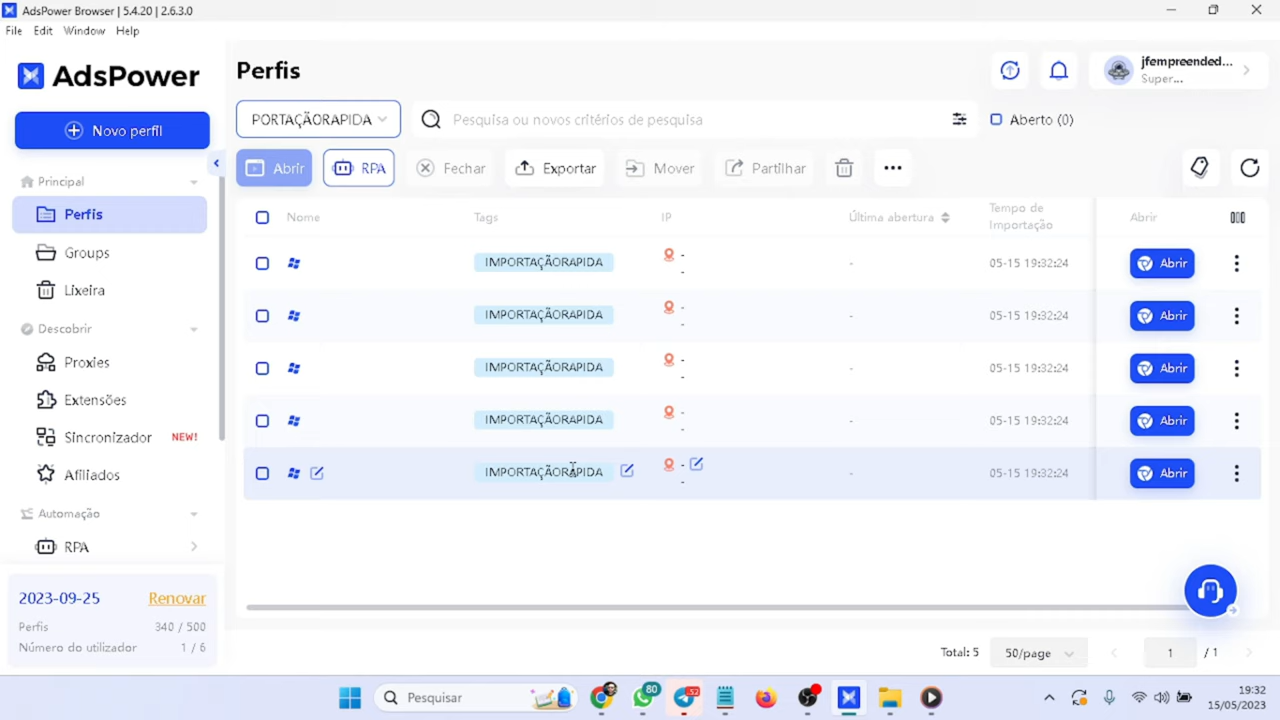 AdsPower Browser | 5.4.20 | 2.6.3.0
File Edit Window Help
AdsPower
Novo perfil
Principal
Perfis
Groups
Lixeira
Descobrir
Proxies
Extensões
Sincronizador NEW!
Afiliados
Automação
RPA
2023-09-25 Renovar
Perfis 340 / 500
Número do utilizador 1 / 6
Perfis
jfempreended...
Super...
PORTAÇÃORAPIDA
Pesquisa ou novos critérios de pesquisa
Aberto (0)
Abrir RPA Fechar Exportar Mover Partilhar
Nome Tags IP Última abertura Tempo de Importação Abrir
IMPORTAÇÃORAPIDA - - - 05-15 19:32:24 Abrir
IMPORTAÇÃORAPIDA - - - 05-15 19:32:24 Abrir
IMPORTAÇÃORAPIDA - - - 05-15 19:32:24 Abrir
IMPORTAÇÃORAPIDA - - - 05-15 19:32:24 Abrir
IMPORTAÇÃORAPIDA - - - 05-15 19:32:24 Abrir
Total: 5 50/page 1 / 1
Pesquisar
80
52
19:32
15/05/2023